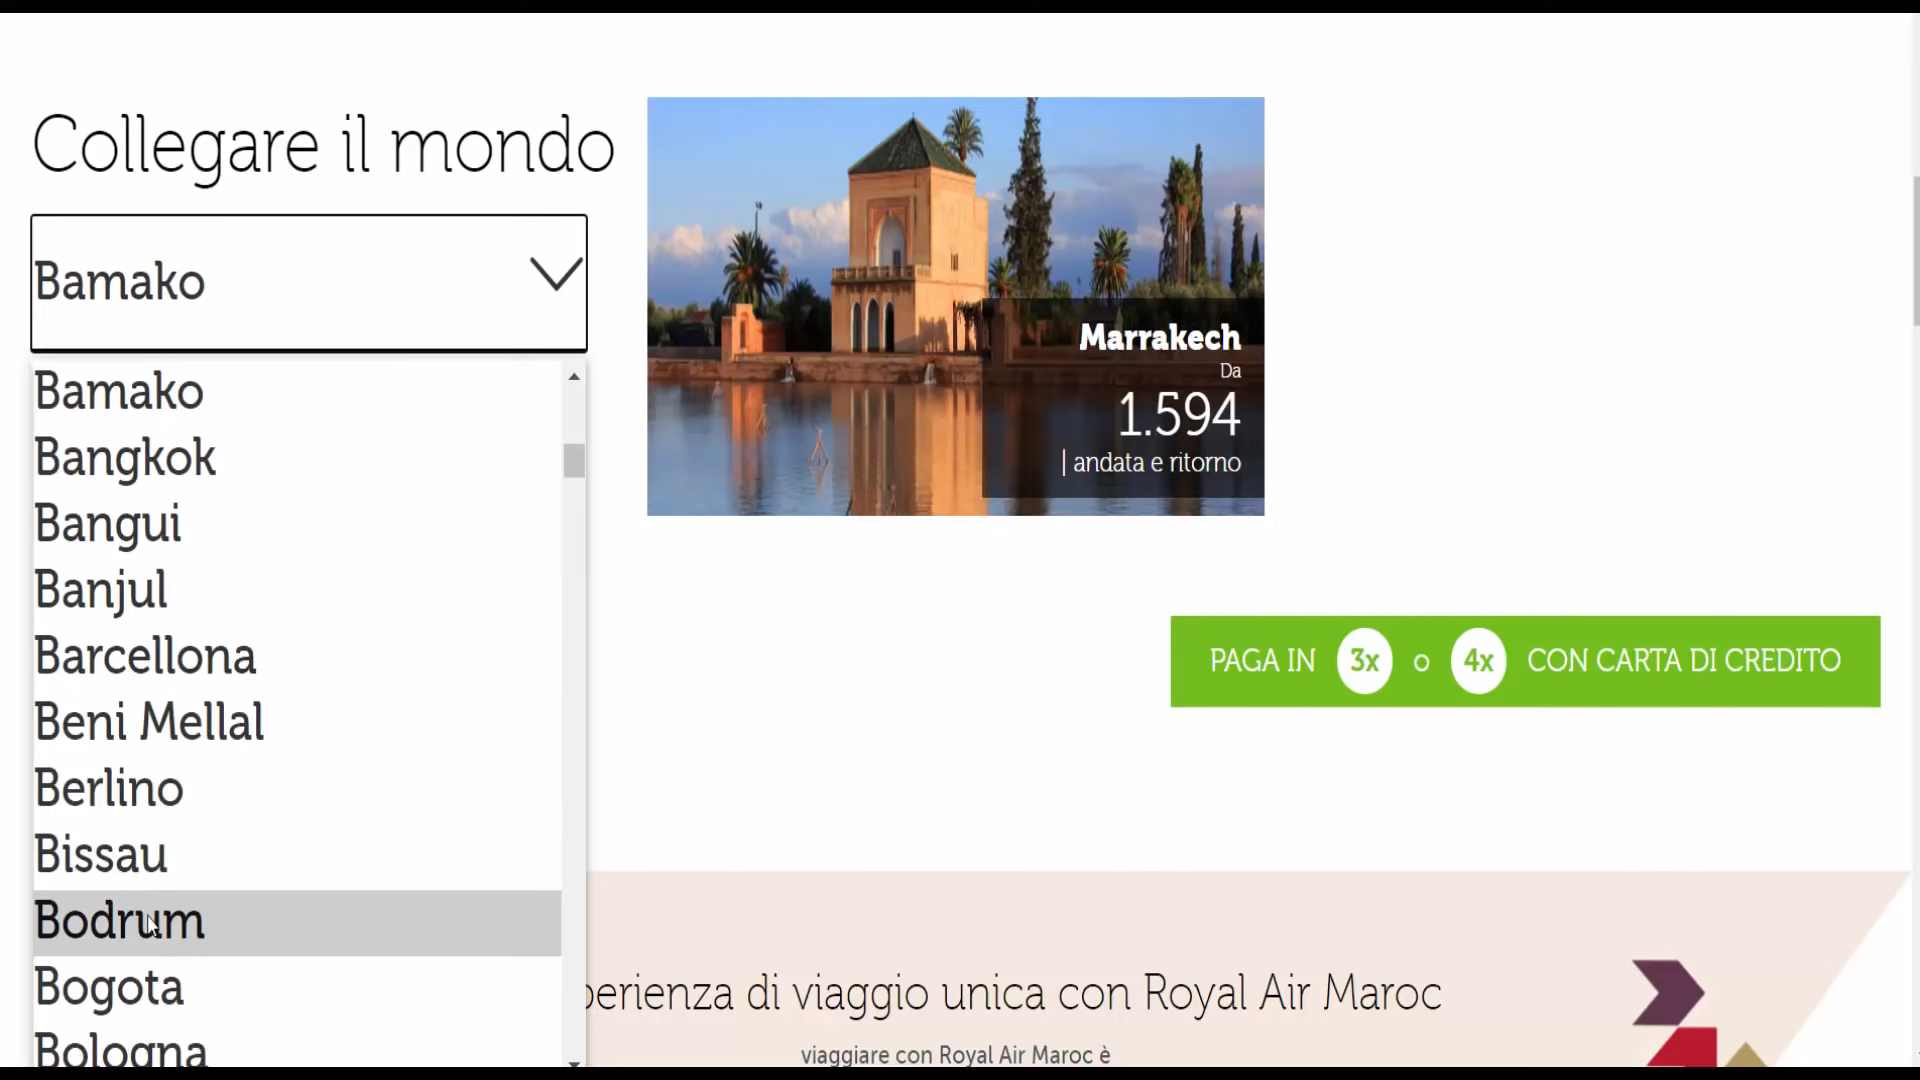 Collegare il mondo
Bamako
Bamako
Bangkok
Bangui
Banjul
Barcellona
Beni Mellal
Berlino
Bissau
Bodrum
Bogota
Bologna
Marrakech
Da
1.594
| andata e ritorno
PAGA IN 3x o 4x CON CARTA DI CREDITO
perienza di viaggio unica con Royal Air Maroc
viaggiare con Royal Air Maroc è